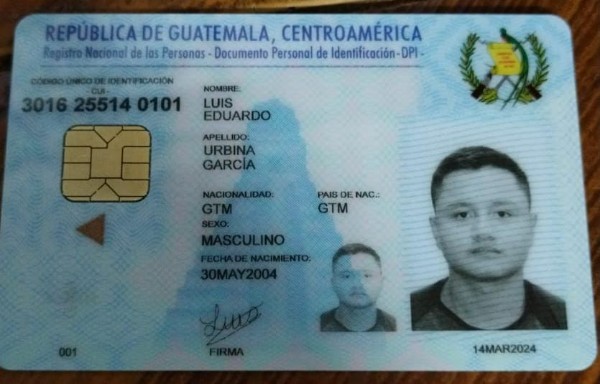 REPÚBLICA DE GUATEMALA, CENTROAMÉRICA
Registro Nacional de las Personas - Documento Personal de Identificación-DPI -
CÓDIGO ÚNICO DE IDENTIFICACIÓN
- CUI -
3016 25514 0101
NOMBRE:
LUIS
EDUARDO
APELLIDO:
URBINA
GARCÍA
NACIONALIDAD:
GTM
PAIS DE NAC.:
GTM
SEXO:
MASCULINO
FECHA DE NACIMIENTO:
30MAY2004
001
FIRMA
14MAR2024